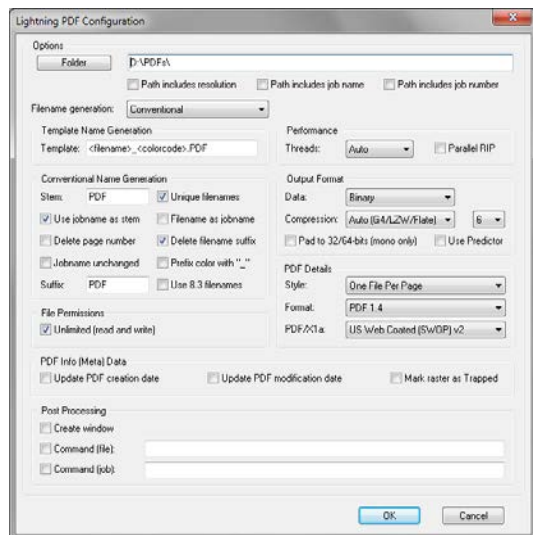 Lightning PDF Configuration
Options
Folder D:\PDFs\
Path includes resolution Path includes job name Path includes job number
Filename generation: Conventional
Template Name Generation
Template: <filename>_<colorcode>.PDF
Performance
Threads: Auto Parallel RIP
Conventional Name Generation
Stem: PDF Unique filenames
Use jobname as stem Filename as jobname
Delete page number Delete filename suffix
Jobname unchanged Prefix color with "_"
Suffix: PDF Use 8.3 filenames
Output Format
Data: Binary
Compression: Auto (G4/LZW/Flate) 6
Pad to 32/64-bits (mono only) Use Predictor
PDF Details
Style: One File Per Page
Format: PDF 1.4
PDF/X1a: US Web Coated (SWOP) v2
File Permissions
Unlimited (read and write)
PDF Info (Meta) Data
Update PDF creation date Update PDF modification date Mark raster as Trapped
Post Processing
Create window
Command (file):
Command (job):
OK Cancel